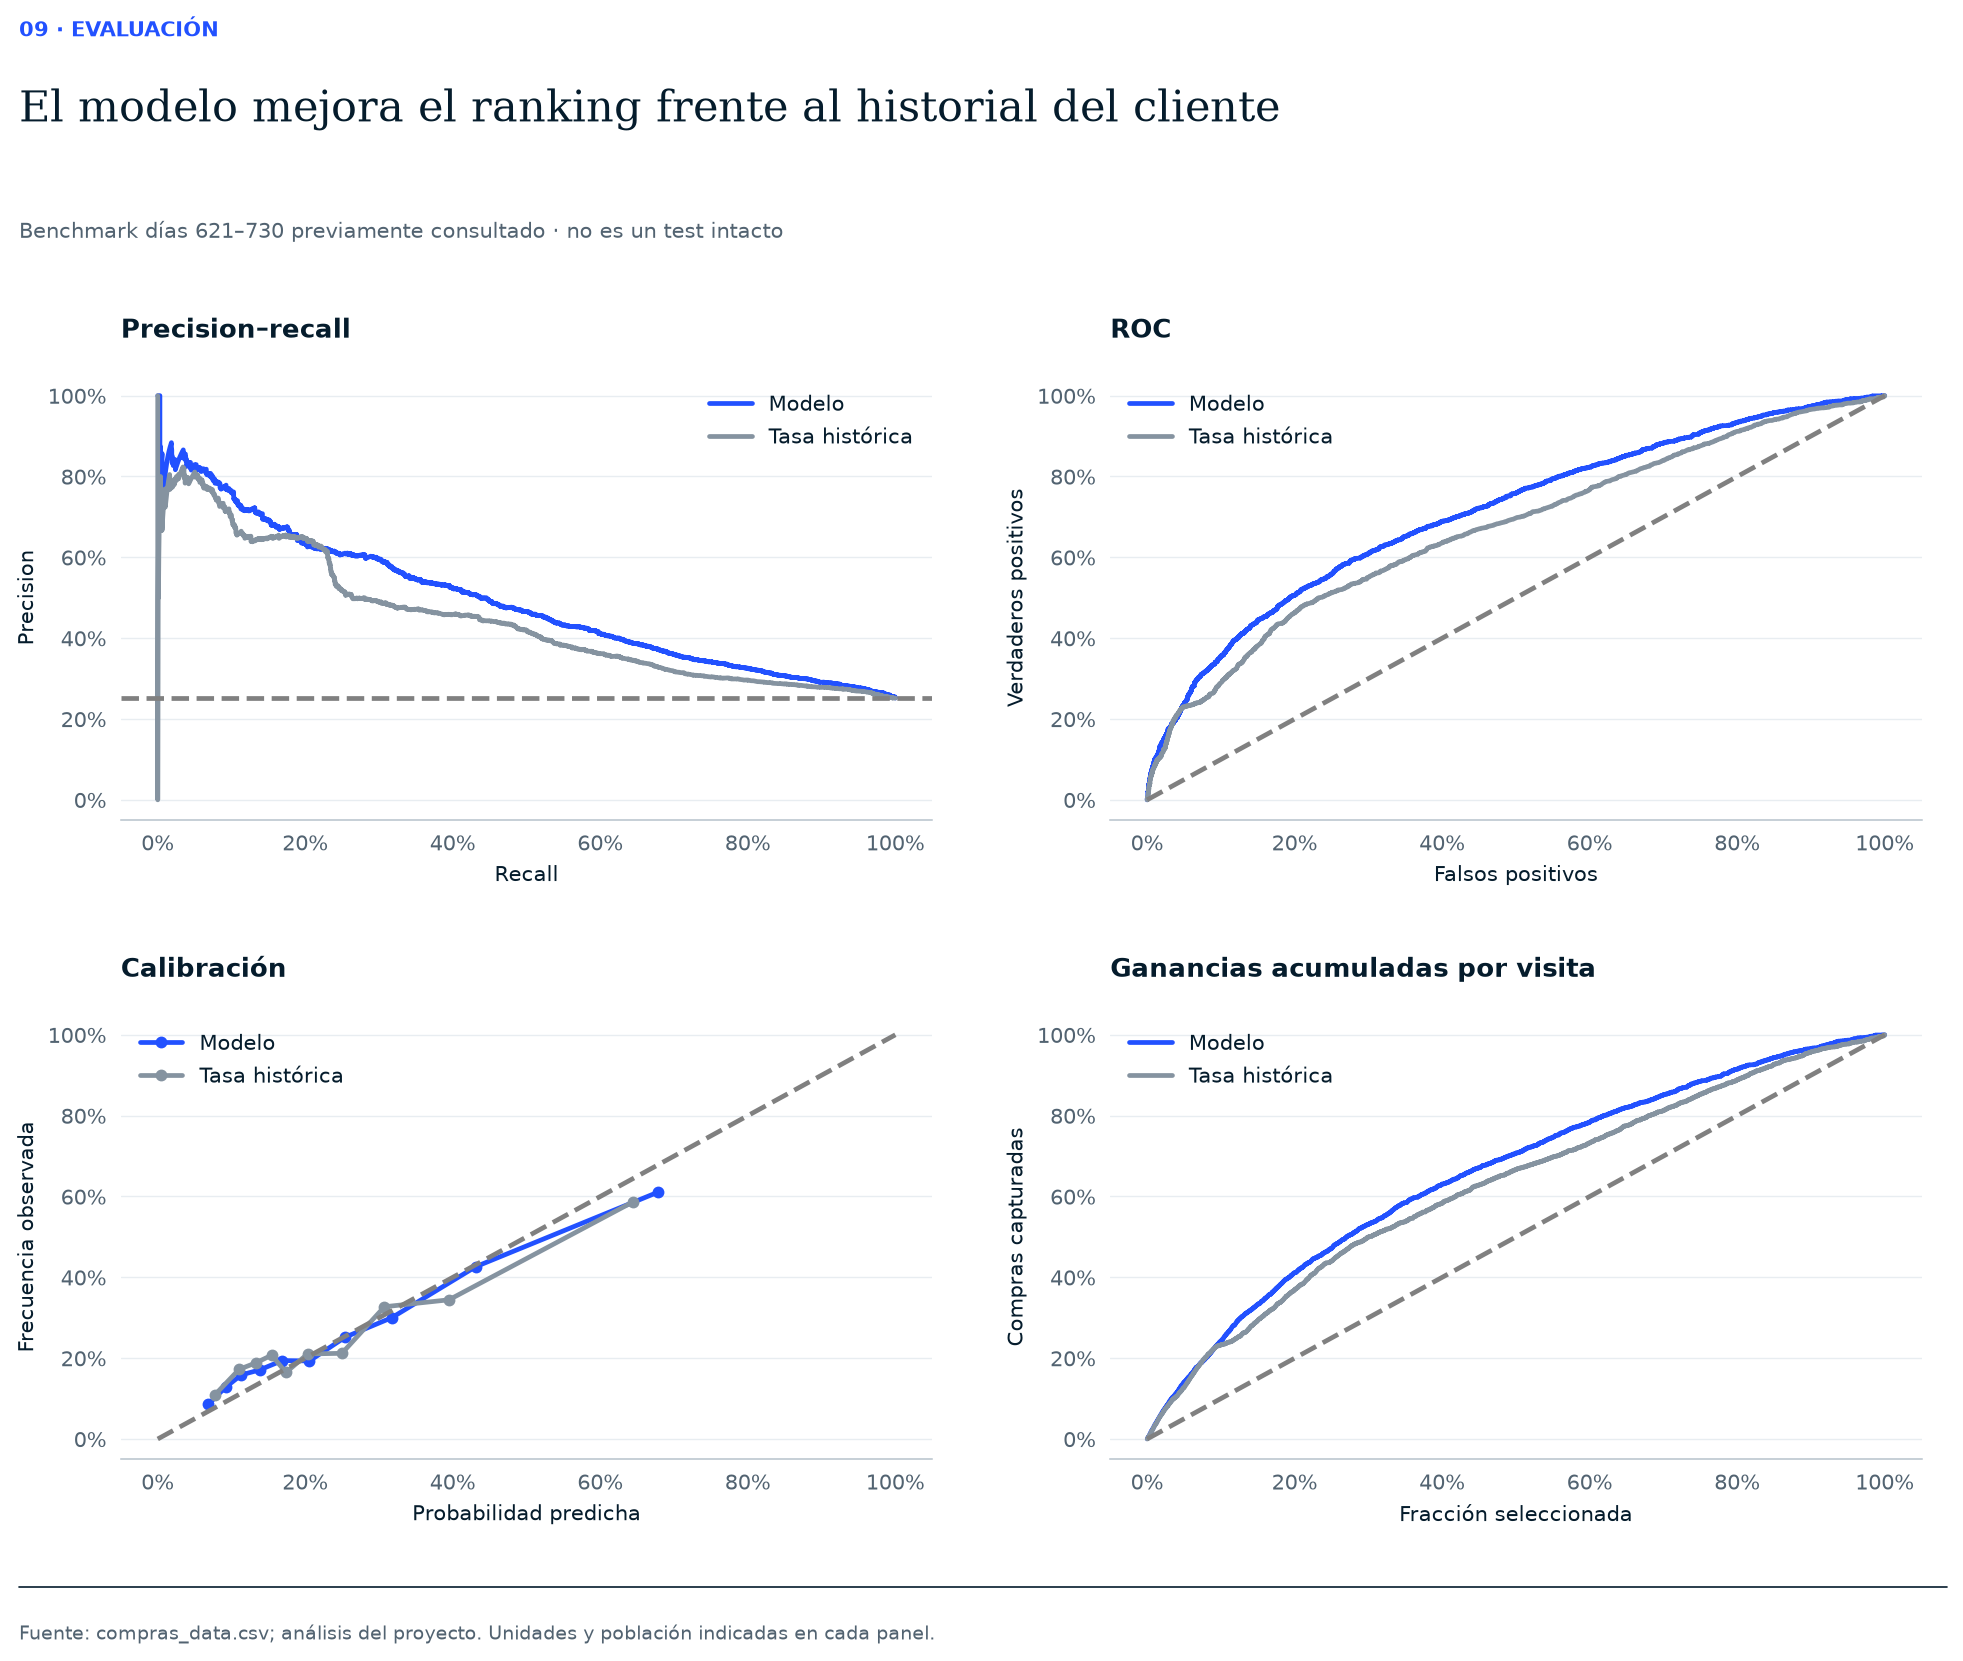 09 · EVALUACIÓN
El modelo mejora el ranking frente al historial del cliente
Benchmark días 621–730 previamente consultado · no es un test intacto
Precision–recall
100%
80%
60%
40%
20%
0%
Precision
Modelo
Tasa histórica
0%
20%
40%
60%
80%
100%
Recall
ROC
100%
80%
60%
40%
20%
0%
Verdaderos positivos
Modelo
Tasa histórica
0%
20%
40%
60%
80%
100%
Falsos positivos
Calibración
100%
80%
60%
40%
20%
0%
Frecuencia observada
Modelo
Tasa histórica
0%
20%
40%
60%
80%
100%
Probabilidad predicha
Ganancias acumuladas por visita
100%
80%
60%
40%
20%
0%
Compras capturadas
Modelo
Tasa histórica
0%
20%
40%
60%
80%
100%
Fracción seleccionada
Fuente: compras_data.csv; análisis del proyecto. Unidades y población indicadas en cada panel.